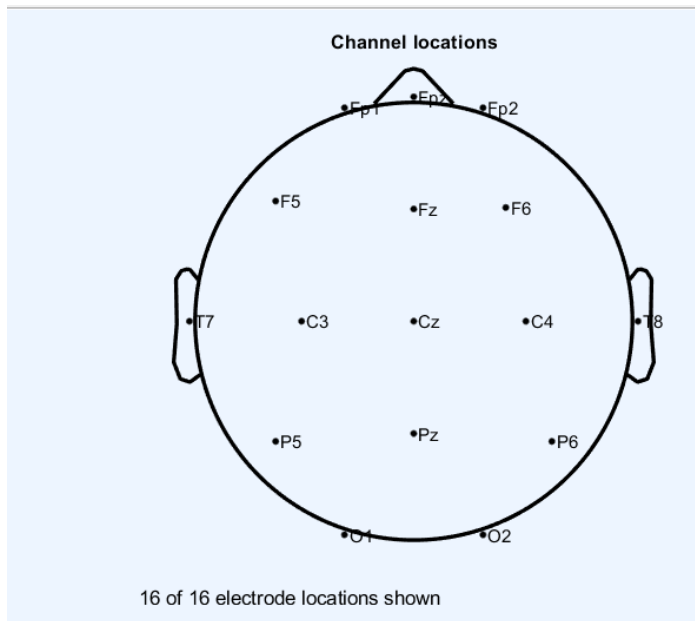 Channel locations
Fp1 Fpz Fp2
F5 Fz F6
T7 C3 Cz C4 T8
P5 Pz P6
O1 O2
16 of 16 electrode locations shown